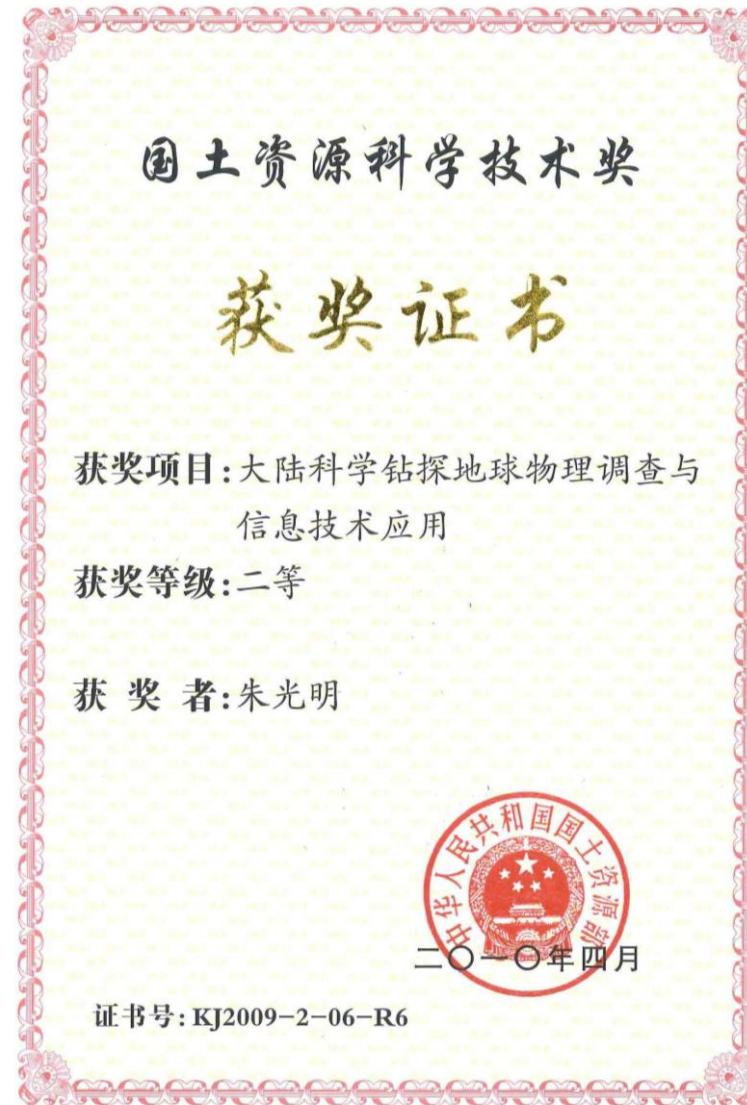 国土资源科学技术奖
获奖证书
获奖项目:大陆科学钻探地球物理调查与
信息技术应用
获奖等级:二等
获 奖 者:朱光明
中华人民共和国国土资源部
二〇一〇年四月
证书号:KJ2009-2-06-R6